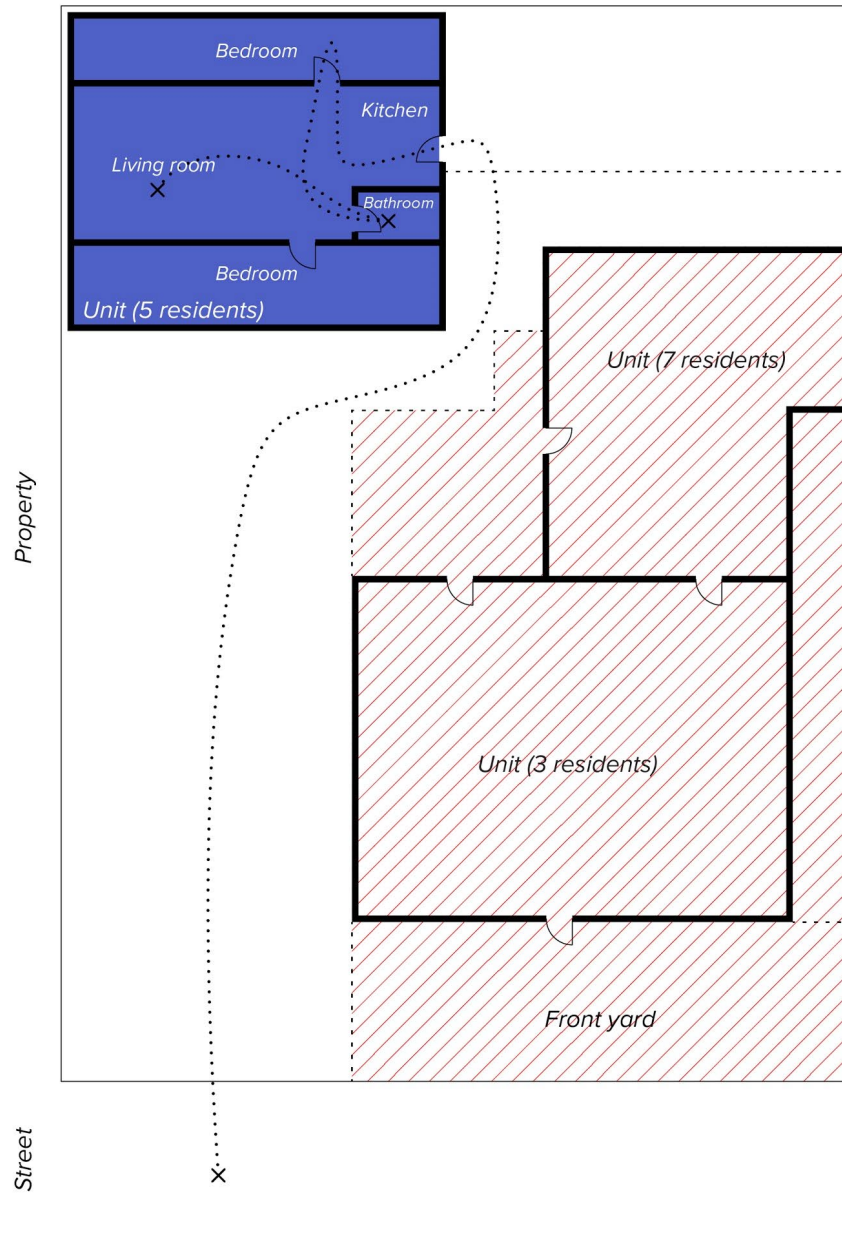 Bedroom
Kitchen
Living room
Bathroom
Bedroom
Unit (5 residents)
Unit (7 residents)
Property
Unit (3 residents)
Front yard
Street